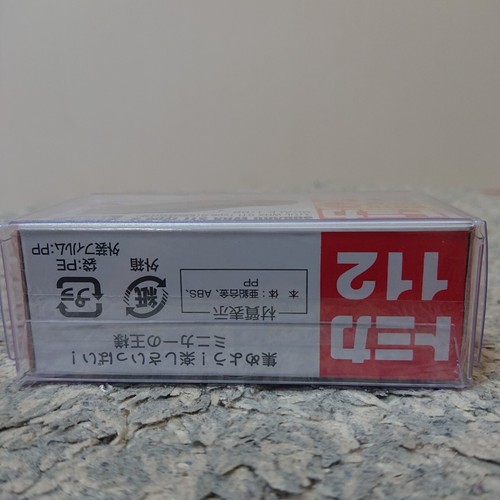 トミカ
112
集めよう！楽しさいっぱい！
ミニカーの王様
材質表示
本 体：亜鉛合金、ABS、
PP
紙
外箱
プラ
袋:PE
外装フィルム:PP